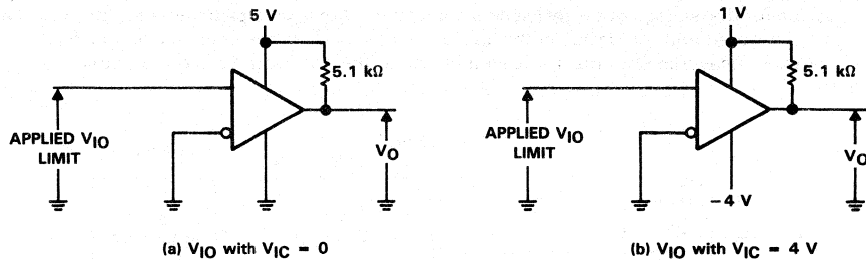 5 V
5.1 kΩ
APPLIED VIO
LIMIT
VO
(a) VIO with VIC = 0
1 V
5.1 kΩ
APPLIED VIO
LIMIT
VO
−4 V
(b) VIO with VIC = 4 V